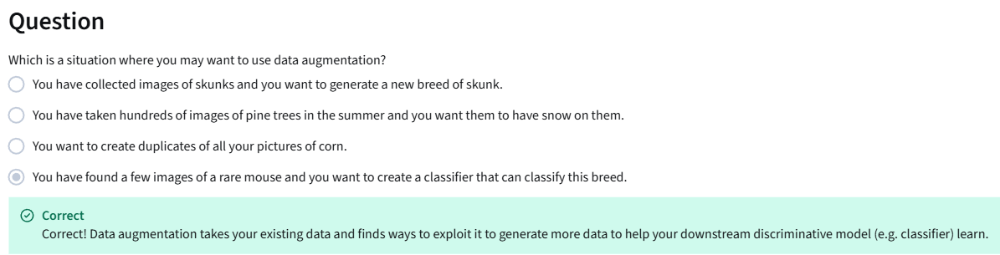 Question
Which is a situation where you may want to use data augmentation?
You have collected images of skunks and you want to generate a new breed of skunk.
You have taken hundreds of images of pine trees in the summer and you want them to have snow on them.
You want to create duplicates of all your pictures of corn.
You have found a few images of a rare mouse and you want to create a classifier that can classify this breed.
Correct
Correct! Data augmentation takes your existing data and finds ways to exploit it to generate more data to help your downstream discriminative model (e.g. classifier) learn.